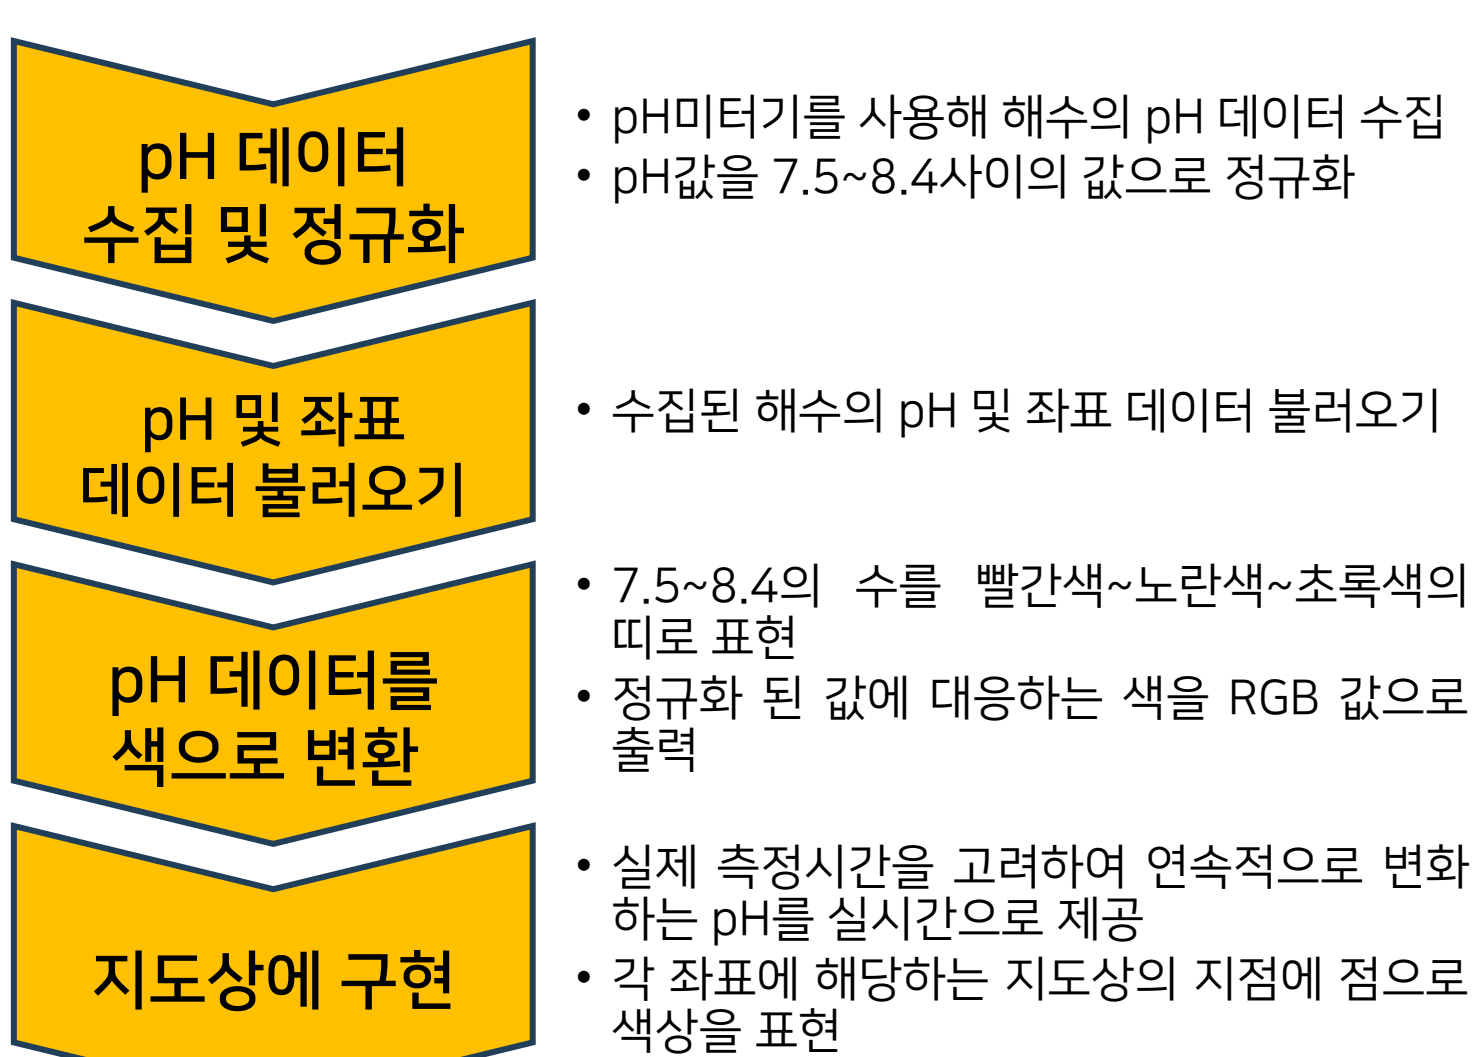 pH 데이터
수집 및 정규화
• pH미터기를 사용해 해수의 pH 데이터 수집
• pH값을 7.5~8.4사이의 값으로 정규화
pH 및 좌표
데이터 불러오기
• 수집된 해수의 pH 및 좌표 데이터 불러오기
pH 데이터를
색으로 변환
• 7.5~8.4의 수를 빨간색~노란색~초록색의
띠로 표현
• 정규화 된 값에 대응하는 색을 RGB 값으로
출력
지도상에 구현
• 실제 측정시간을 고려하여 연속적으로 변화
하는 pH를 실시간으로 제공
• 각 좌표에 해당하는 지도상의 지점에 점으로
색상을 표현